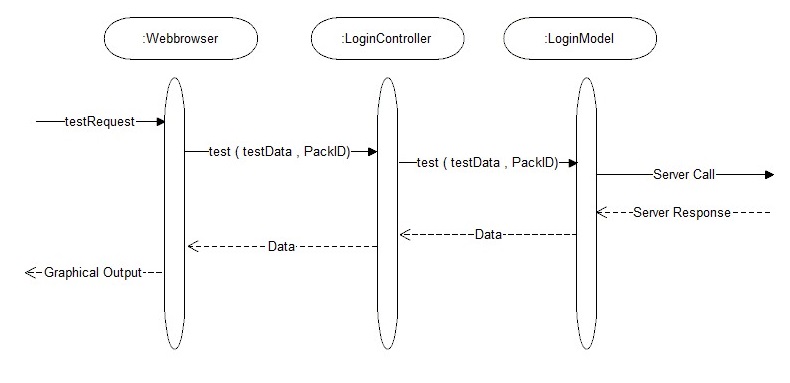 :Webbrowser
:LoginController
:LoginModel
testRequest
test ( testData , PackID)
test ( testData , PackID)
Server Call
Server Response
Data
Data
Graphical Output